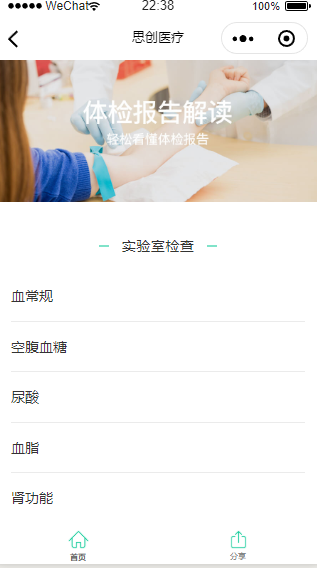 WeChat 22:38 100%
思创医疗
体检报告解读
轻松看懂体检报告
实验室检查
血常规
空腹血糖
尿酸
血脂
肾功能
首页 分享